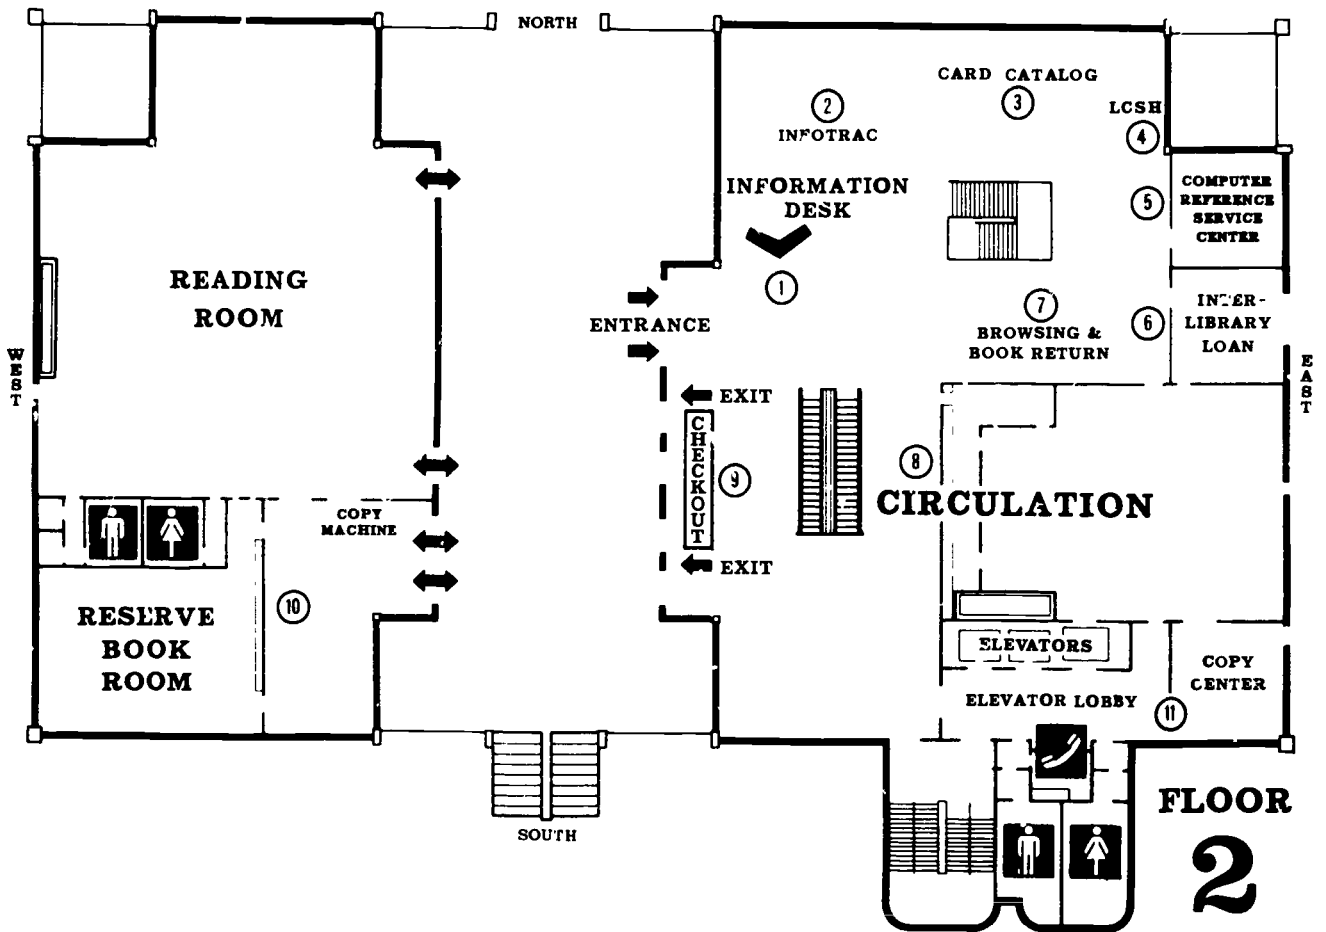 NORTH
CARD CATALOG
2
3
LCSH
INFOTRAC
4
INFORMATION
DESK
COMPUTER
REFERENCE
SERVICE
CENTER
5
READING
ROOM
1
ENTRANCE
7
BROWSING &
BOOK RETURN
6
INTER-
LIBRARY
LOAN
WEST
EAST
EXIT
CHECKOUT
8
9
CIRCULATION
COPY
MACHINE
EXIT
RESERVE
BOOK
ROOM
10
ELEVATORS
COPY
CENTER
ELEVATOR LOBBY
11
SOUTH
FLOOR
2